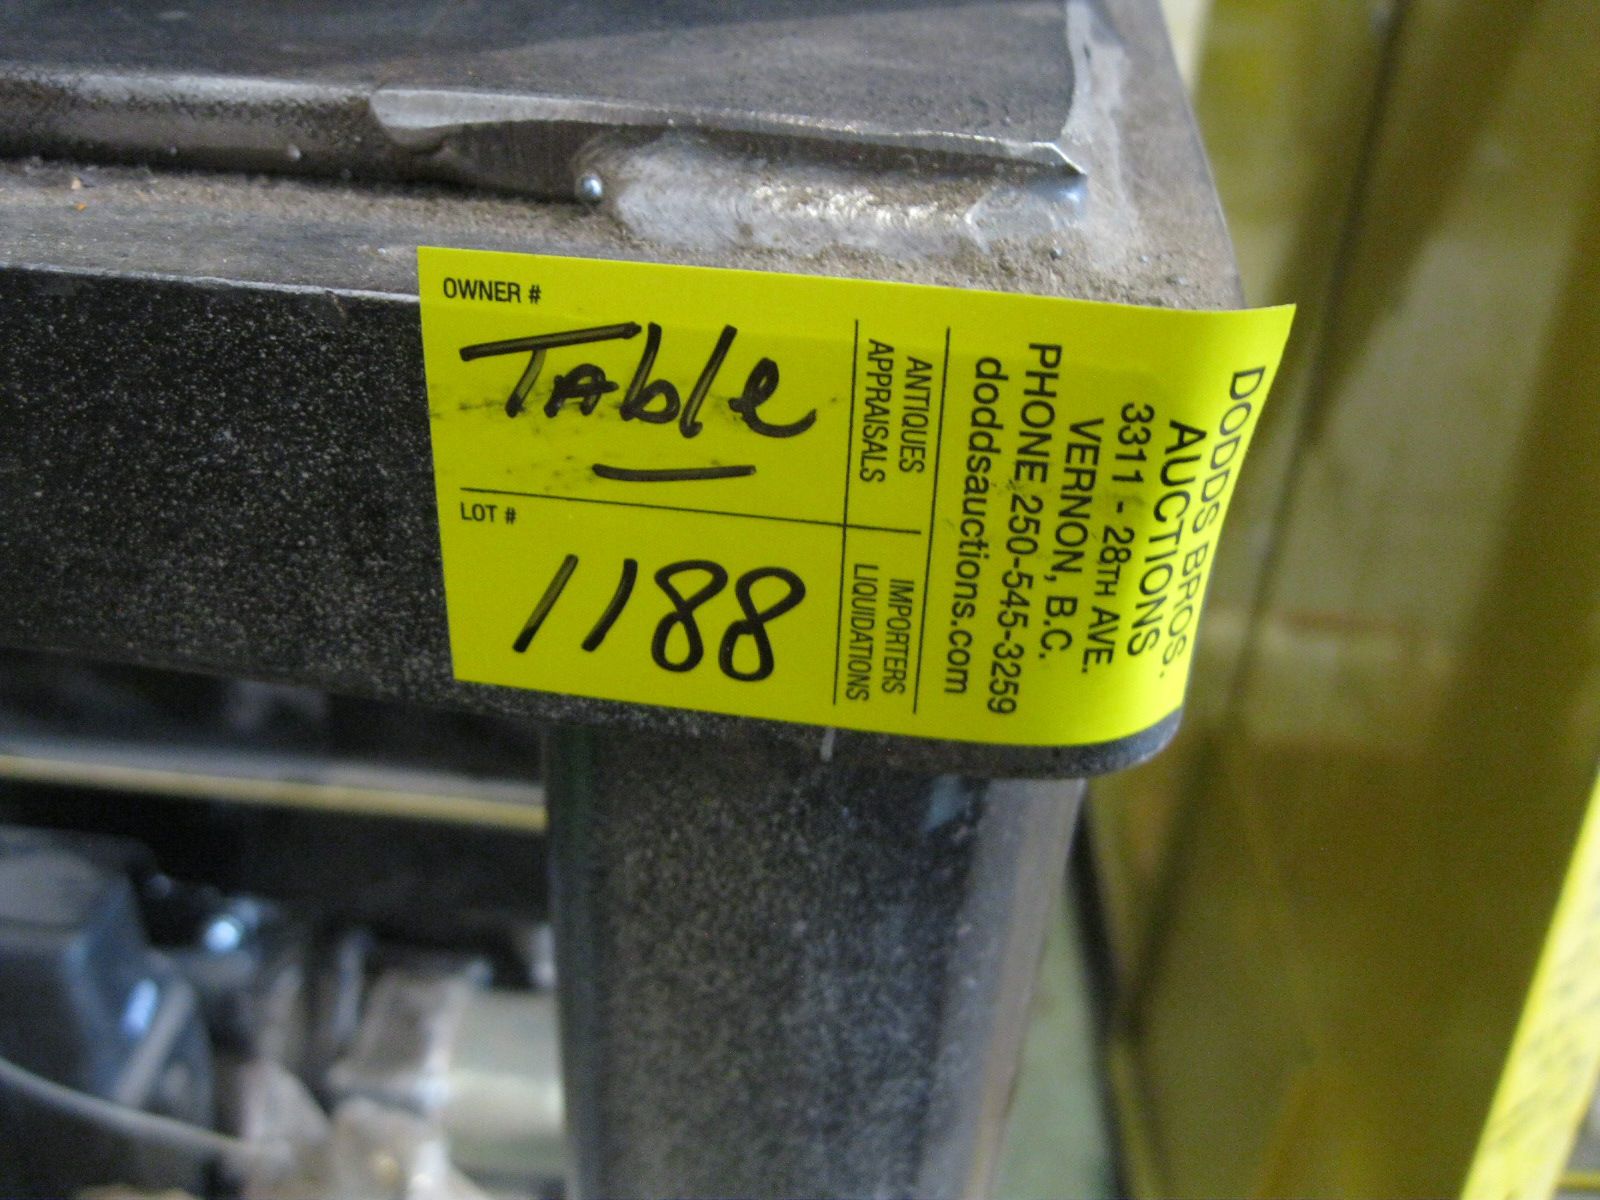 OWNER #
TAble
LOT #
1188
ANTIQUES
APPRAISALS
IMPORTERS
LIQUIDATIONS
DODDS BROS.
AUCTIONS
3311 - 28TH AVE.
VERNON, B.C.
PHONE 250-545-3259
doddsauctions.com